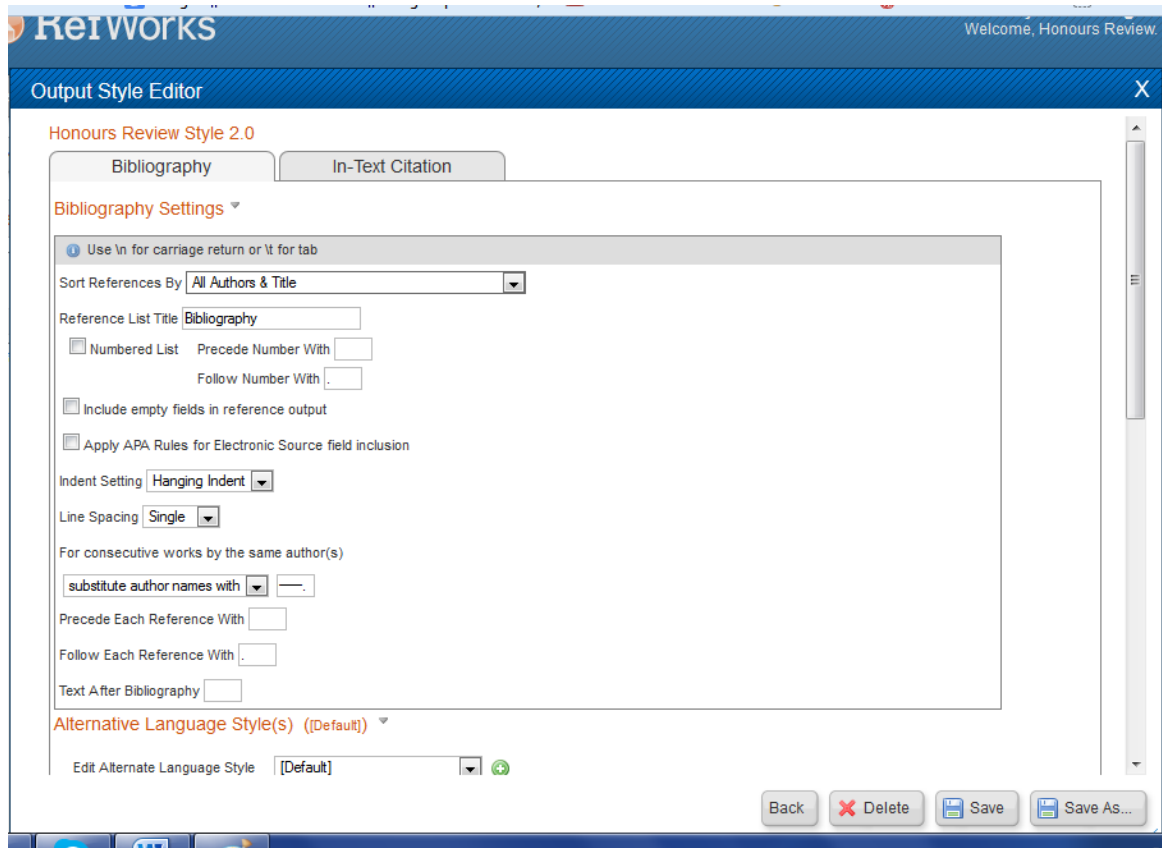 RefWorks
Welcome, Honours Review.
Output Style Editor X
Honours Review Style 2.0
Bibliography In-Text Citation
Bibliography Settings
Use \n for carriage return or \t for tab
Sort References By All Authors & Title
Reference List Title Bibliography
Numbered List Precede Number With
Follow Number With .
Include empty fields in reference output
Apply APA Rules for Electronic Source field inclusion
Indent Setting Hanging Indent
Line Spacing Single
For consecutive works by the same author(s)
substitute author names with ——.
Precede Each Reference With
Follow Each Reference With .
Text After Bibliography
Alternative Language Style(s) ([Default])
Edit Alternate Language Style [Default]
Back Delete Save Save As...